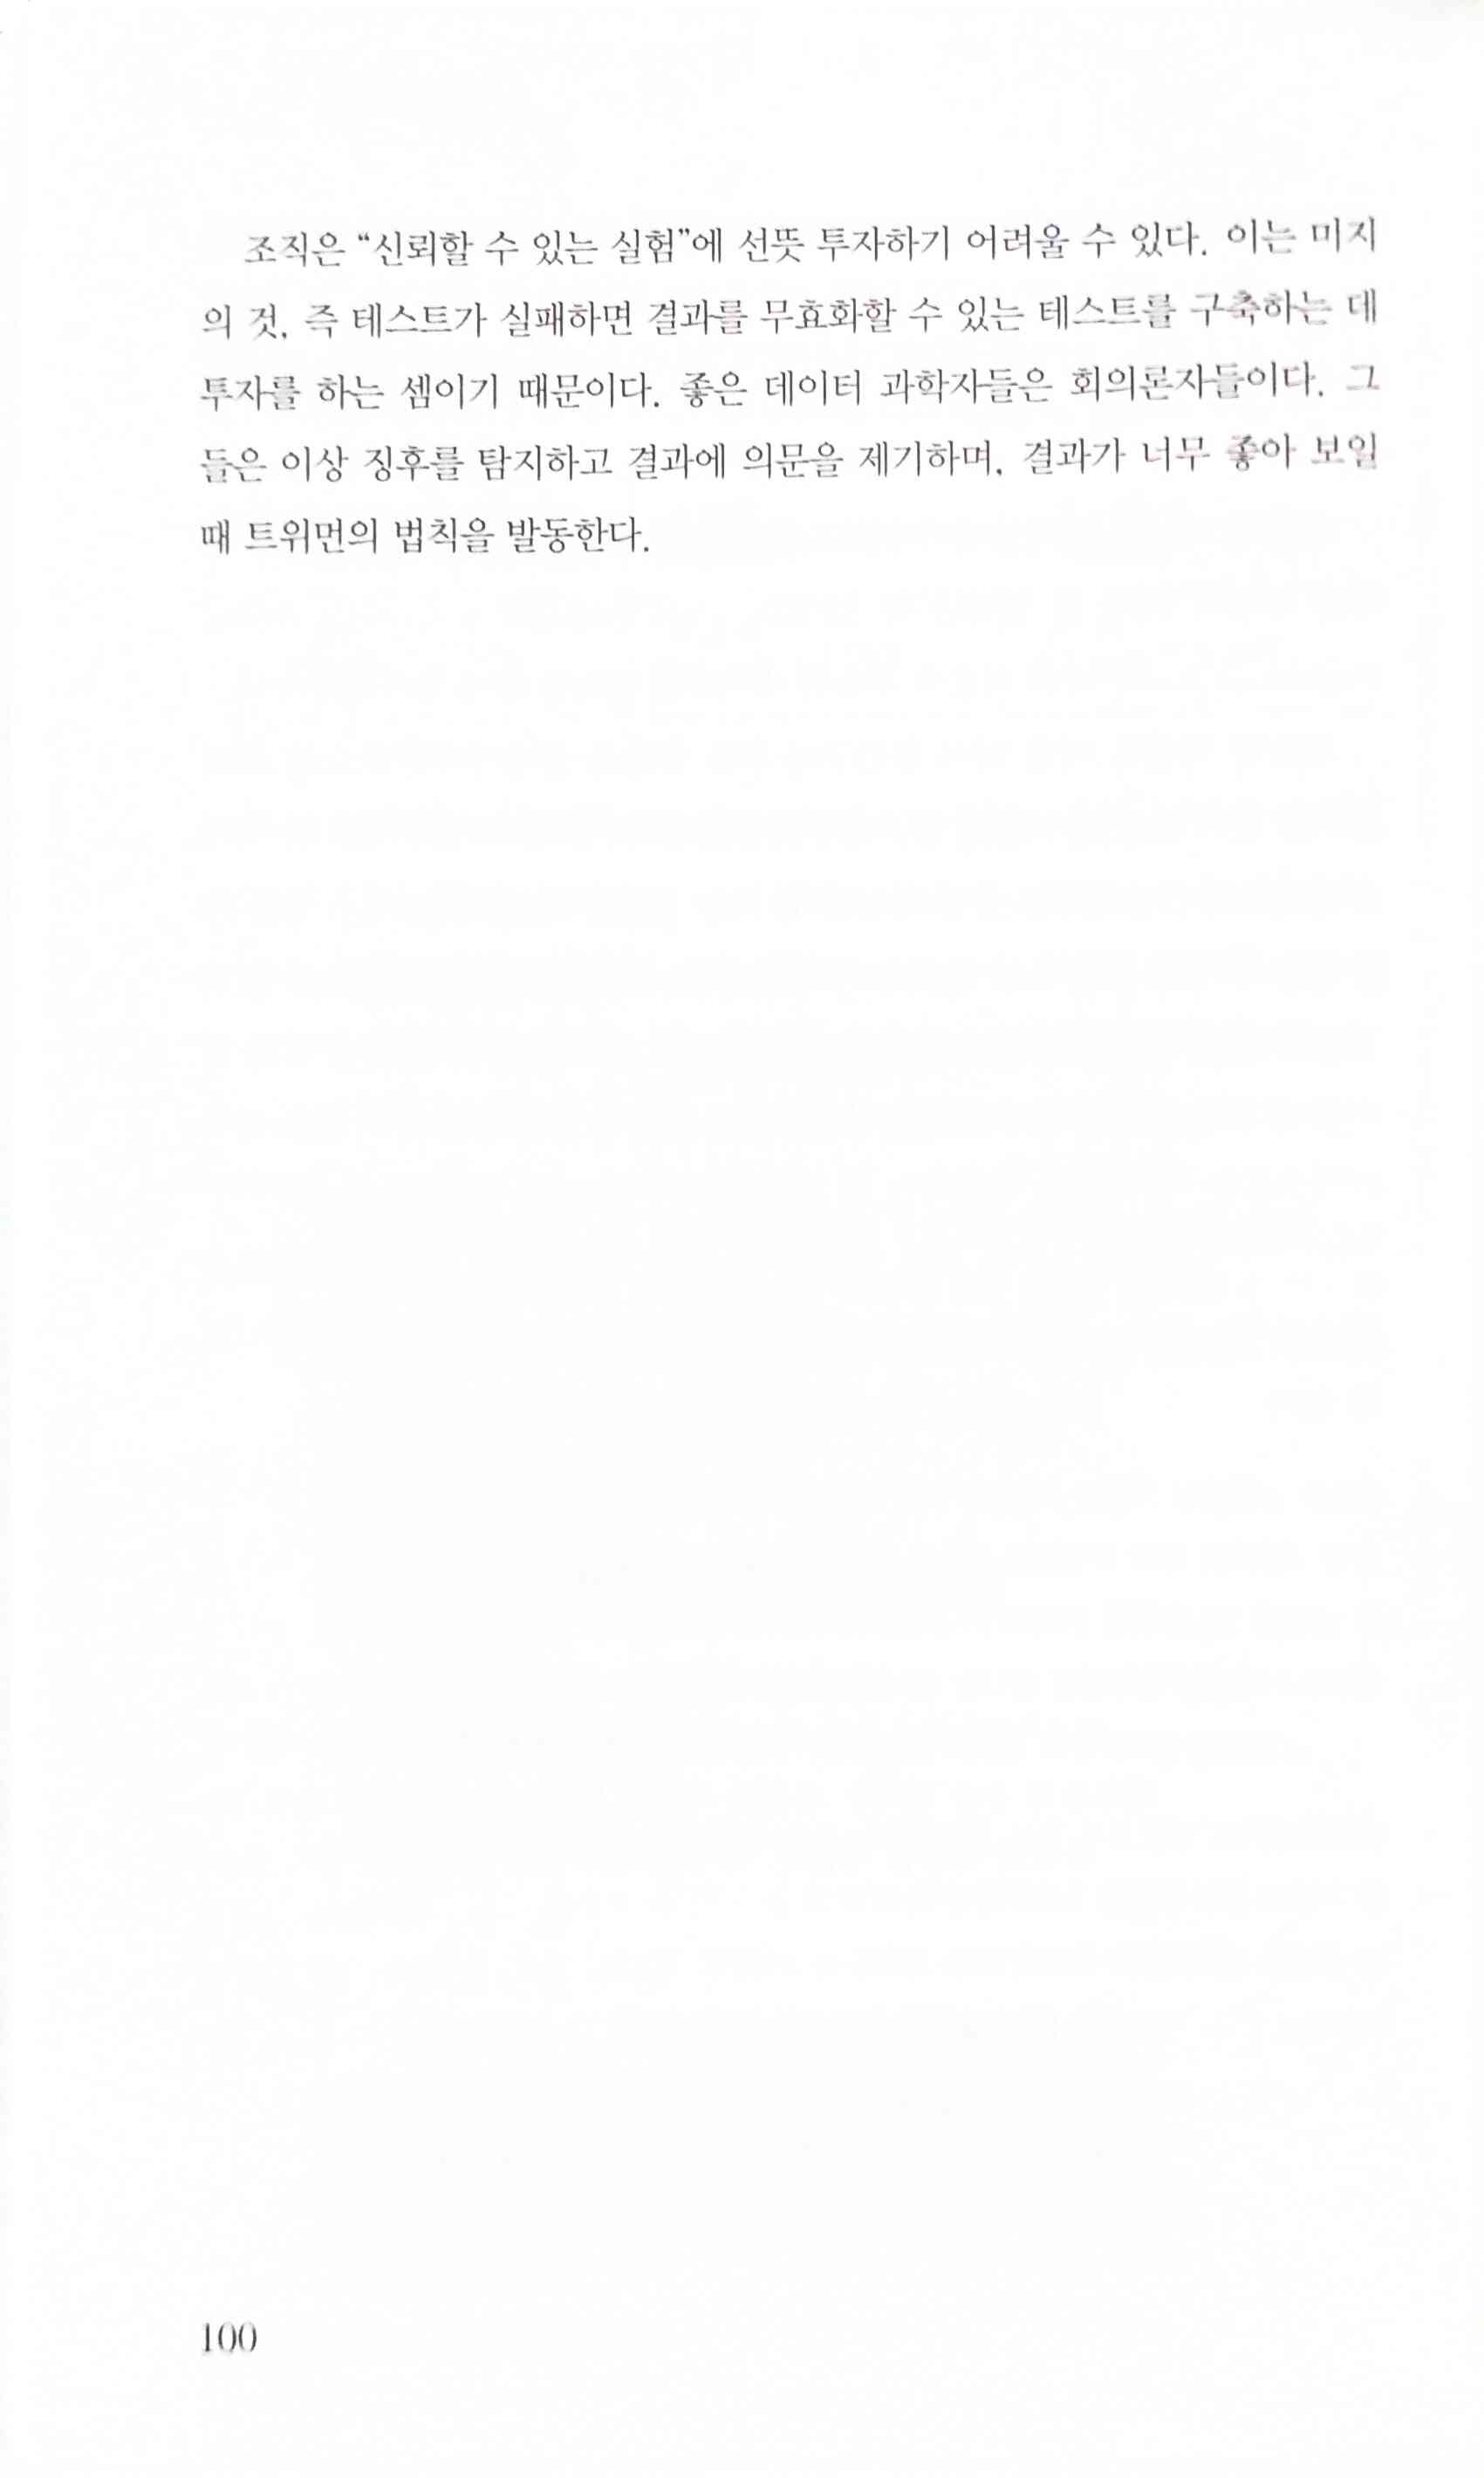 조직은 “신뢰할 수 있는 실험”에 선뜻 투자하기 어려울 수 있다. 이는 미지
의 것, 즉 테스트가 실패하면 결과를 무효화할 수 있는 테스트를 구축하는 데
투자를 하는 셈이기 때문이다. 좋은 데이터 과학자들은 회의론자들이다. 그
들은 이상 징후를 탐지하고 결과에 의문을 제기하며, 결과가 너무 좋아 보일
때 트위먼의 법칙을 발동한다.
100